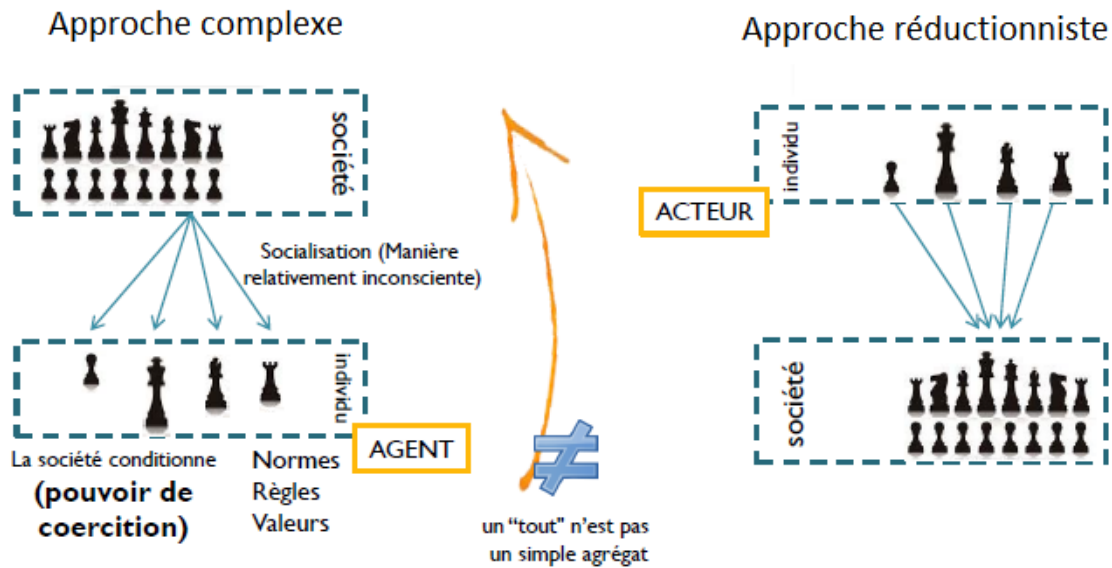 Approche complexe
société
Socialisation (Manière
relativement inconsciente)
individu
AGENT
La société conditionne
(pouvoir de
coercition)
Normes
Règles
Valeurs
≠
un “tout” n’est pas
un simple agrégat
Approche réductionniste
individu
ACTEUR
société